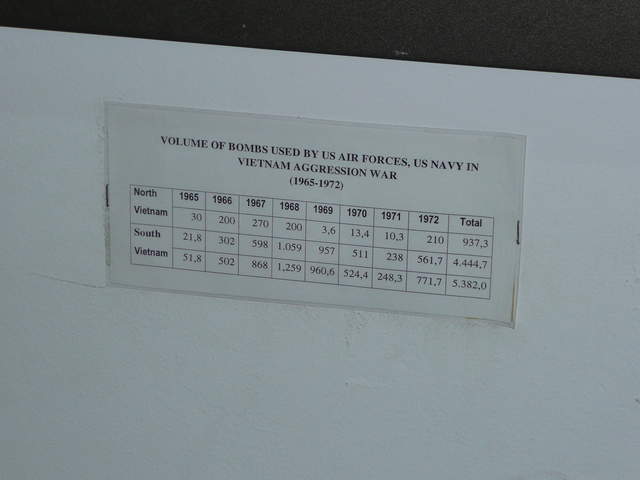 VOLUME OF BOMBS USED BY US AIR FORCES, US NAVY IN
VIETNAM AGGRESSION WAR
(1965-1972)
North Vietnam 1965 1966 1967 1968 1969 1970 1971 1972 Total
30 200 270 200 3,6 13,4 10,3 210 937,3
South Vietnam 21,8 302 598 1.059 957 511 238 561,7 4.444,7
51,8 502 868 1,259 960,6 524,4 248,3 771,7 5.382,0